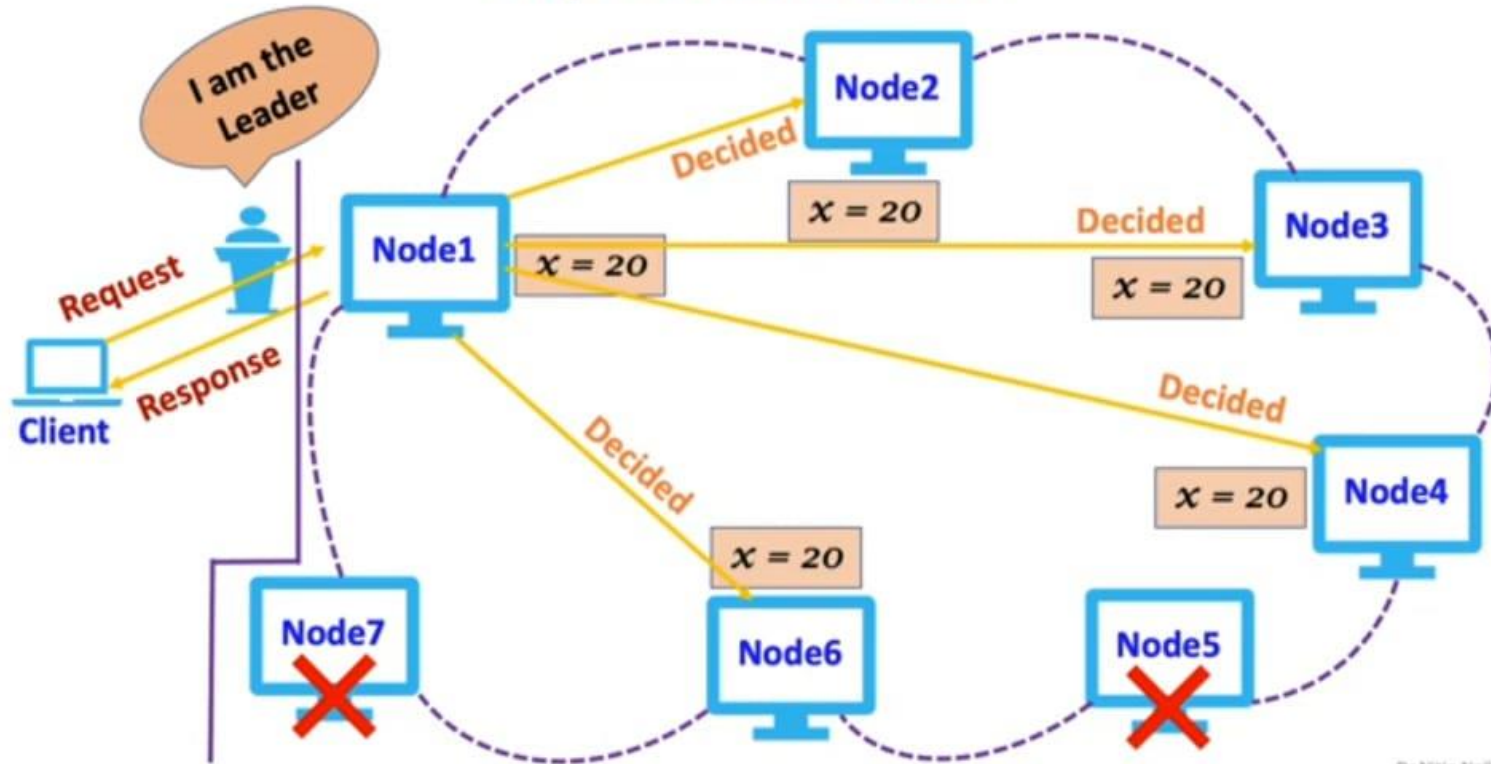 I am the
Leader
Node2
Decided
x = 20
Decided
Node3
Node1
x = 20
x = 20
Request
Response
Client
Decided
Decided
x = 20
Node4
x = 20
Node7
Node6
Node5